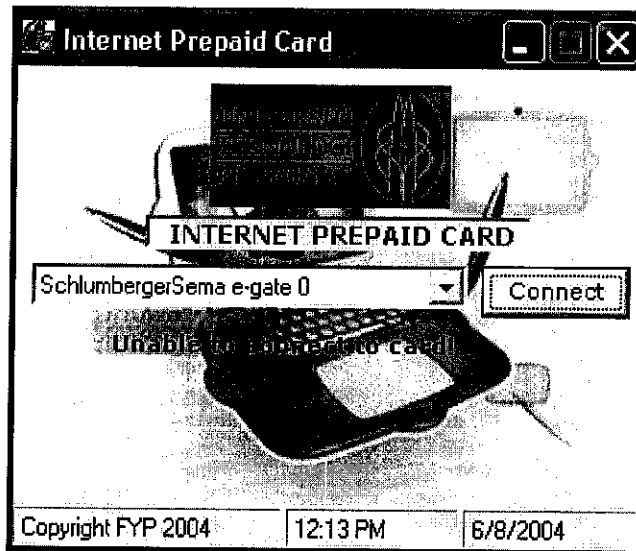 Internet Prepaid Card
INTERNET PREPAID CARD
SchlumbergerSema e-gate 0
Connect
Unable to connect to card!
Copyright FYP 2004
12:13 PM
6/8/2004